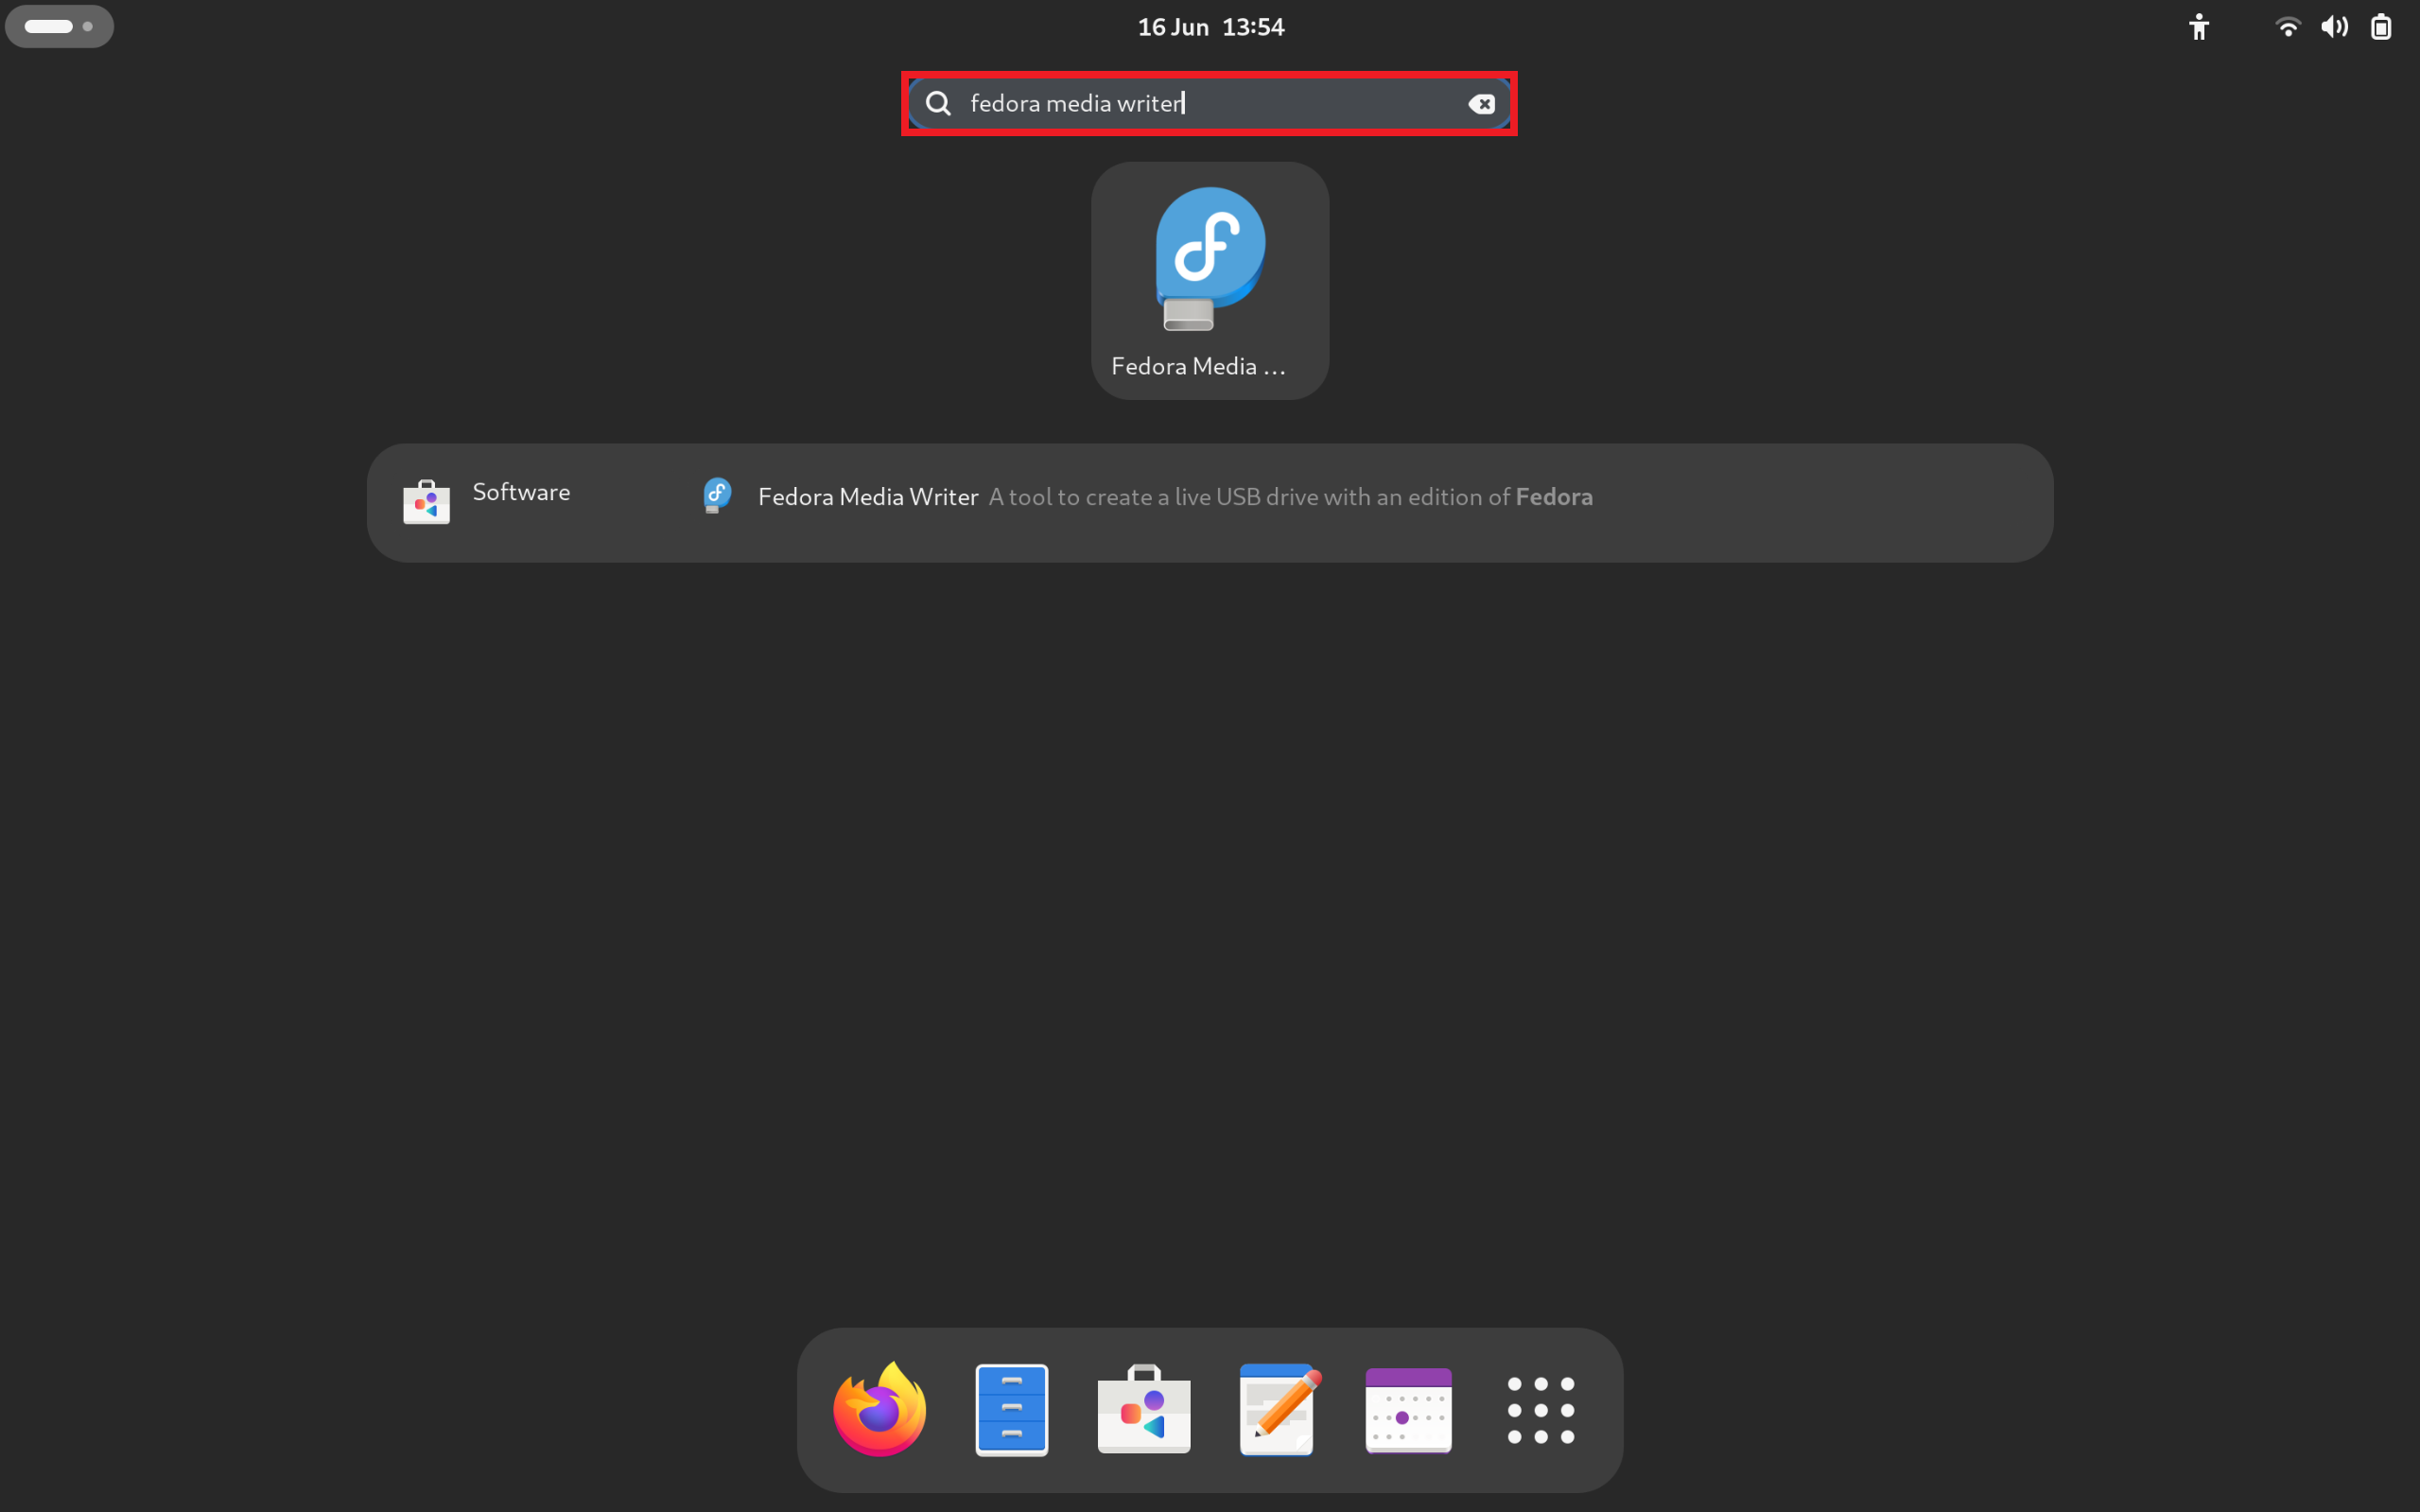 16 Jun 13:54
fedora media writer
Fedora Media ...
Software
Fedora Media Writer A tool to create a live USB drive with an edition of Fedora